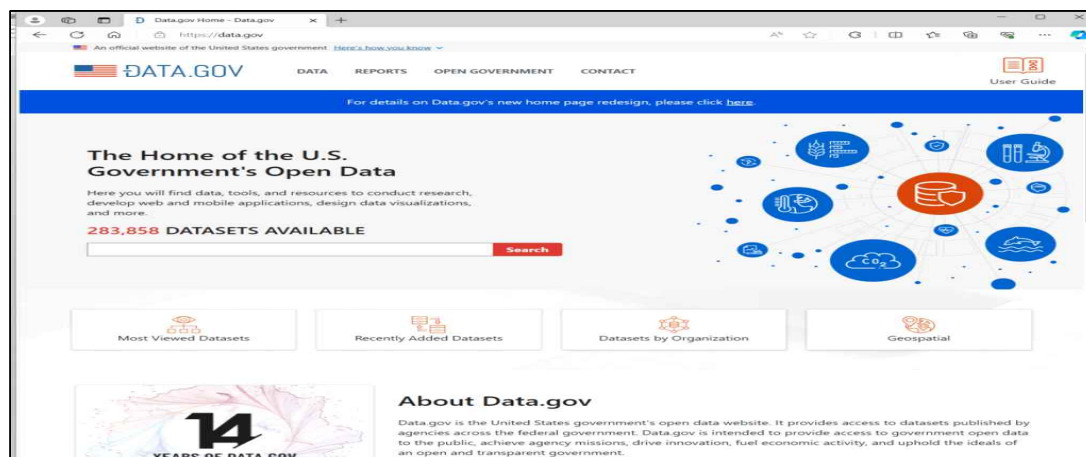 Data.gov Home - Data.gov
https://data.gov
An official website of the United States government Here's how you know
DATA.GOV
DATA
REPORTS
OPEN GOVERNMENT
CONTACT
User Guide
For details on Data.gov's new home page redesign, please click here.
The Home of the U.S.
Government's Open Data
Here you will find data, tools, and resources to conduct research,
develop web and mobile applications, design data visualizations,
and more.
283,858 DATASETS AVAILABLE
Search
CO2
Most Viewed Datasets
Recently Added Datasets
Datasets by Organization
Geospatial
14
YEARS OF DATA.GOV
About Data.gov
Data.gov is the United States government's open data website. It provides access to datasets published by
agencies across the federal government. Data.gov is intended to provide access to government open data
to the public, achieve agency missions, drive innovation, fuel economic activity, and uphold the ideals of
an open and transparent government.